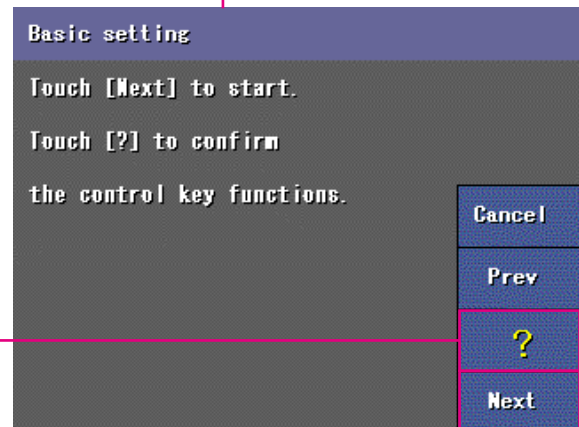 Basic setting
Touch [Next] to start.
Touch [?] to confirm
the control key functions.
Cancel
Prev
?
Next